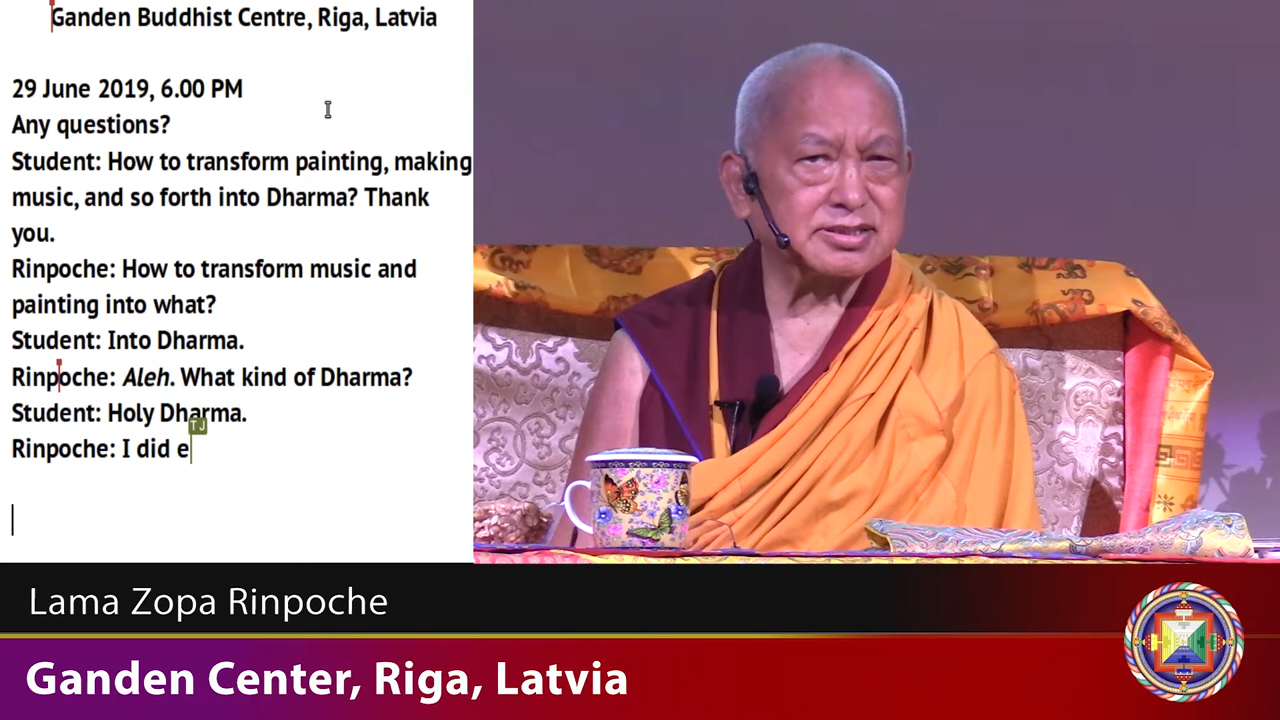 Ganden Buddhist Centre, Riga, Latvia
29 June 2019, 6.00 PM
Any questions?
Student: How to transform painting, making
music, and so forth into Dharma? Thank
you.
Rinpoche: How to transform music and
painting into what?
Student: Into Dharma.
Rinpoche: Aleh. What kind of Dharma?
Student: Holy Dharma.
TJ
Rinpoche: I did e
Lama Zopa Rinpoche
Ganden Center, Riga, Latvia